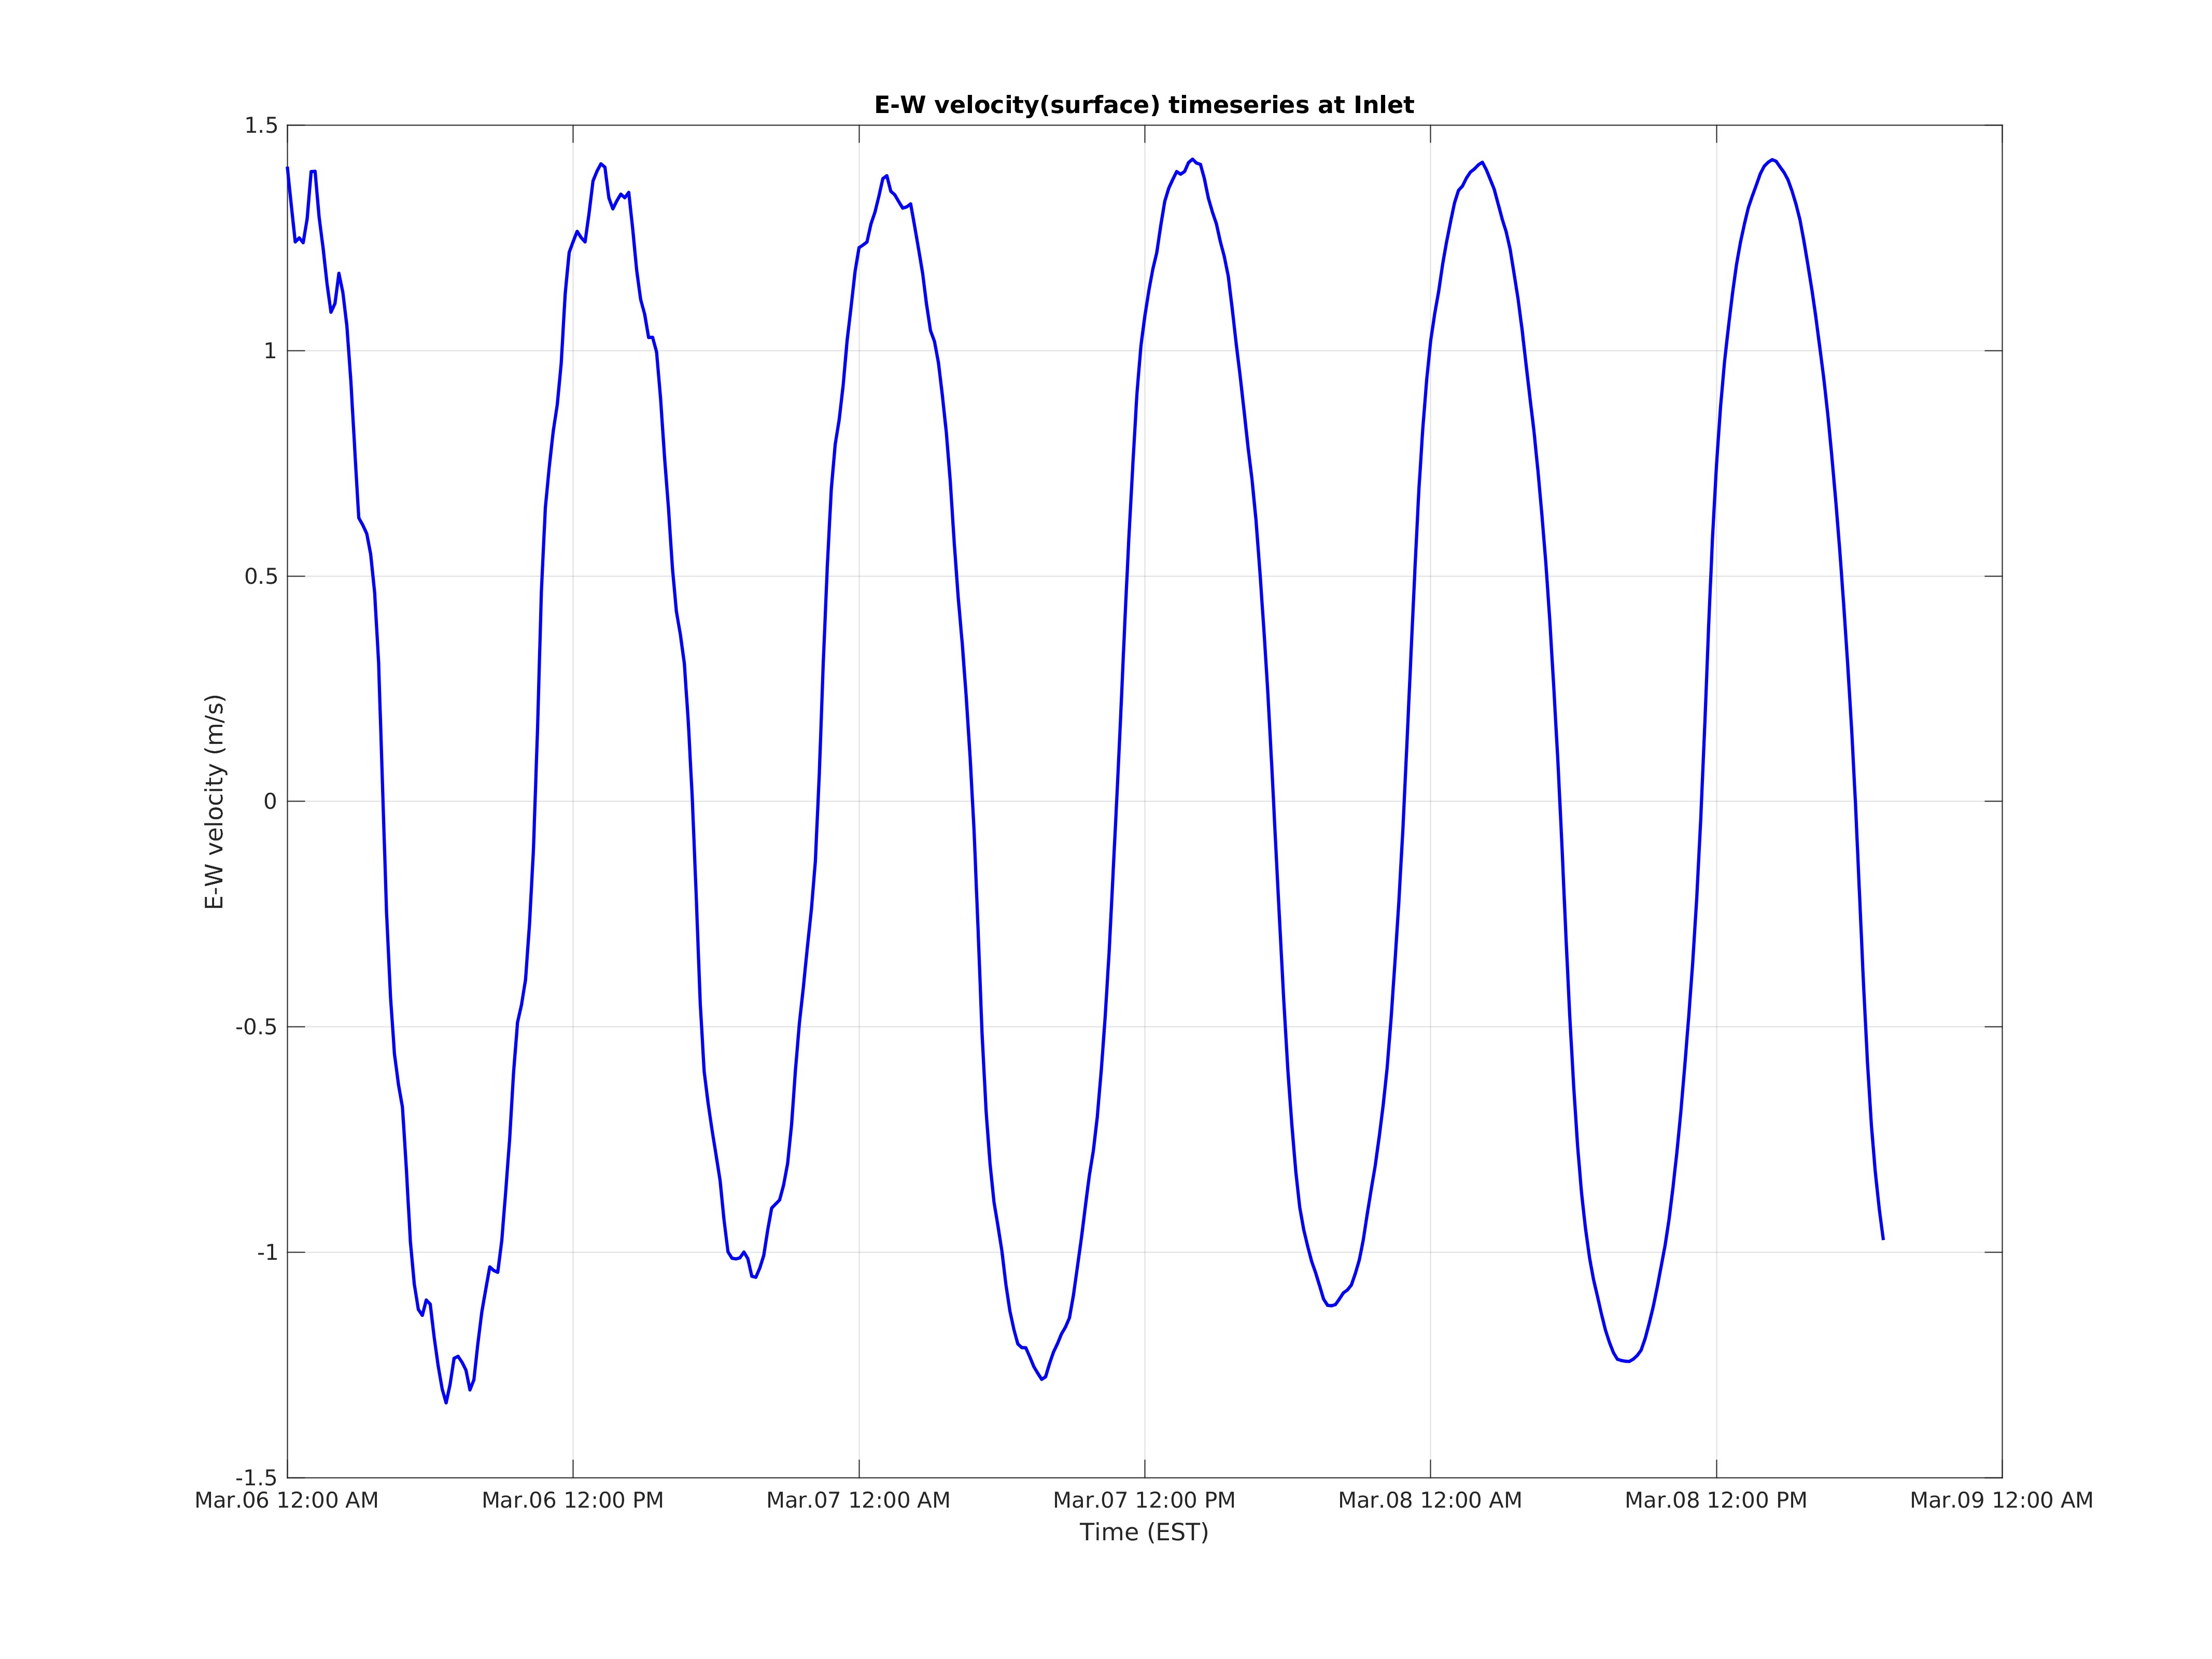 E-W velocity(surface) timeseries at Inlet
1.5
1
0.5
0
-0.5
-1
-1.5
E-W velocity (m/s)
Mar.06 12:00 AM Mar.06 12:00 PM Mar.07 12:00 AM Mar.07 12:00 PM Mar.08 12:00 AM Mar.08 12:00 PM Mar.09 12:00 AM
Time (EST)